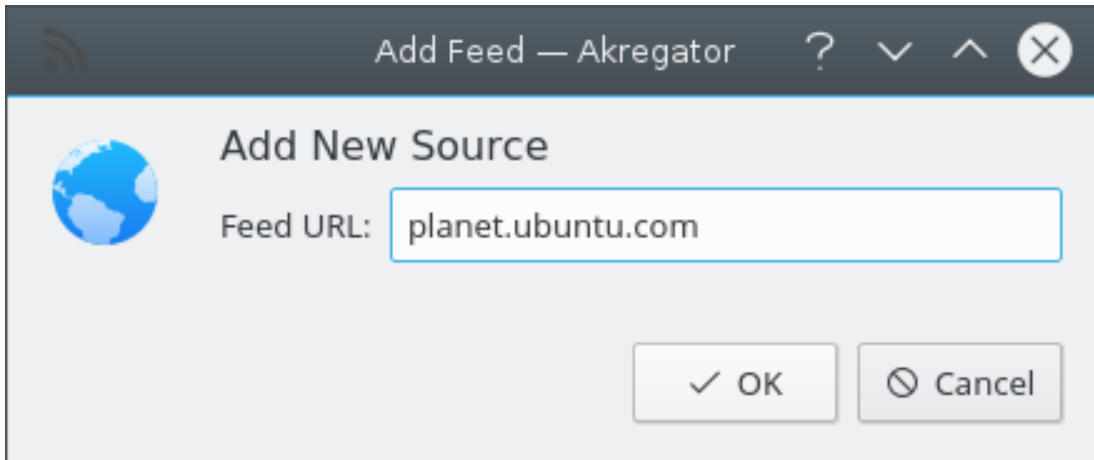 Add Feed — Akregator
Add New Source
Feed URL: planet.ubuntu.com
OK Cancel